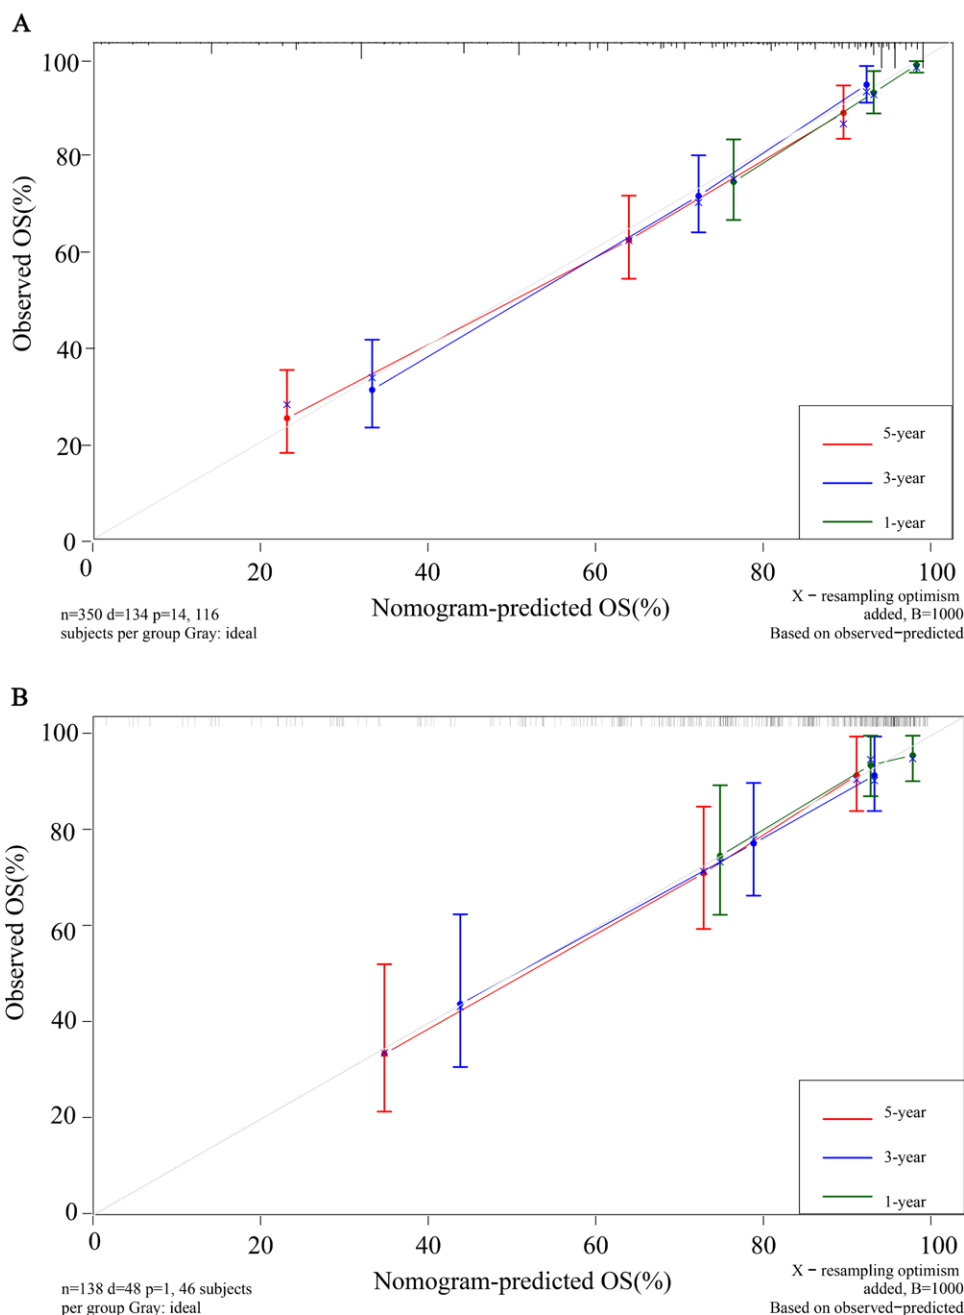 A
100
80
60
40
20
0
Observed OS(%)
5-year
3-year
1-year
0 20 40 60 80 100
Nomogram-predicted OS(%)
n=350 d=134 p=14, 116
subjects per group Gray: ideal
X − resampling optimism
added, B=1000
Based on observed−predicted
B
100
80
60
40
20
0
Observed OS(%)
5-year
3-year
1-year
0 20 40 60 80 100
Nomogram-predicted OS(%)
n=138 d=48 p=1, 46 subjects
per group Gray: ideal
X − resampling optimism
added, B=1000
Based on observed−predicted